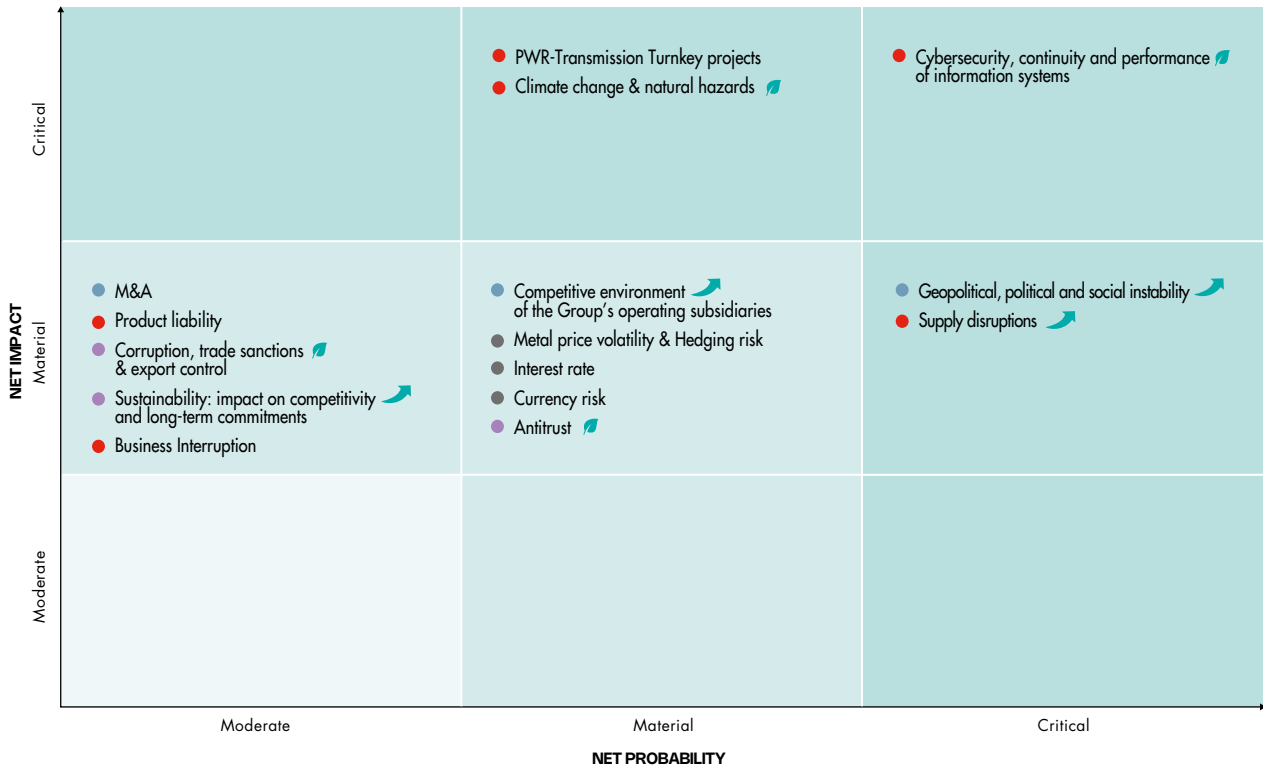 PWR-Transmission Turnkey projects
Climate change & natural hazards
Cybersecurity, continuity and performance
of information systems
Critical
NET IMPACT
Material
M&A
Product liability
Corruption, trade sanctions
& export control
Sustainability: impact on competitivity
and long-term commitments
Business Interruption
Competitive environment
of the Group's operating subsidiaries
Metal price volatility & Hedging risk
Interest rate
Currency risk
Antitrust
Geopolitical, political and social instability
Supply disruptions
Moderate
Moderate
Material
Critical
NET PROBABILITY